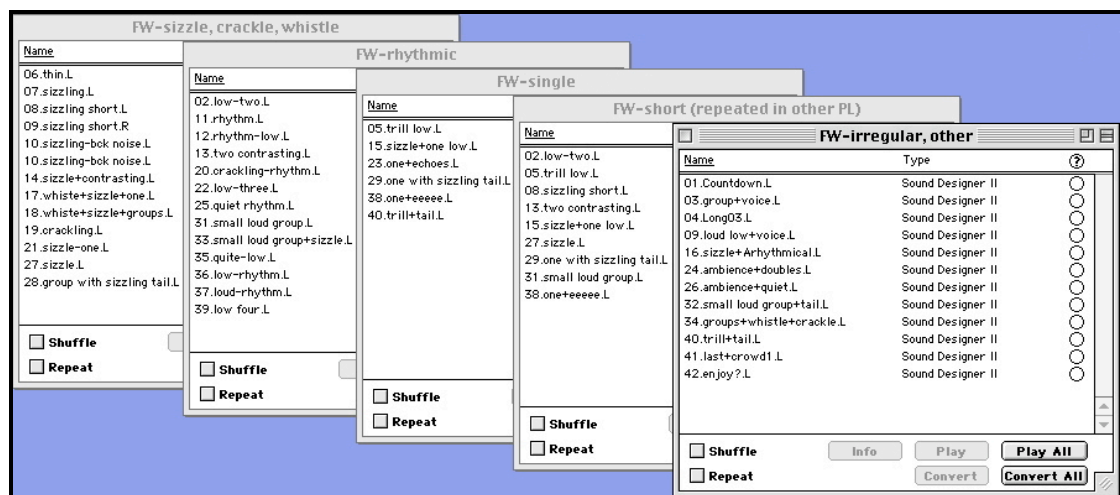 FW-sizzle, crackle, whistle
Name
06.thin.L
07.sizzling.L
08.sizzling short.L
09.sizzling short.R
10.sizzling-bck noise.L
10.sizzling-bck noise.L
14.sizzle+contrasting.L
17.whiste+sizzle+one.L
18.whiste+sizzle+groups.L
19.crackling.L
21.sizzle-one.L
27.sizzle.L
28.group with sizzling tail.L
Shuffle
Repeat
FW-rhythmic
Name
02.low-two.L
11.rhythm.L
12.rhythm-low.L
13.two contrasting.L
20.crackling-rhythm.L
22.low-three.L
25.quiet rhythm.L
31.small loud group.L
33.small loud group+sizzle.L
35.quite-low.L
36.low-rhythm.L
37.loud-rhythm.L
39.low four.L
Shuffle
Repeat
FW-single
Name
05.trill low.L
15.sizzle+one low.L
23.one+echoes.L
29.one with sizzling tail.L
38.one+eeeee.L
40.trill+tail.L
Shuffle
Repeat
FW-short (repeated in other PL)
Name
02.low-two.L
05.trill low.L
08.sizzling short.L
13.two contrasting.L
15.sizzle+one low.L
27.sizzle.L
29.one with sizzling tail.L
31.small loud group.L
38.one+eeeee.L
Shuffle
Repeat
FW-irregular, other
Name Type ?
01.Countdown.L Sound Designer II
03.group+voice.L Sound Designer II
04.Long03.L Sound Designer II
09.loud low+voice.L Sound Designer II
16.sizzle+Arhythmical.L Sound Designer II
24.ambience+doubles.L Sound Designer II
26.ambience+quiet.L Sound Designer II
32.small loud group+tail.L Sound Designer II
34.groups+whistle+crackle.L Sound Designer II
40.trill+tail.L Sound Designer II
41.last+crowd1.L Sound Designer II
42.enjoy?.L Sound Designer II
Shuffle Info Play Play All
Repeat Convert Convert All